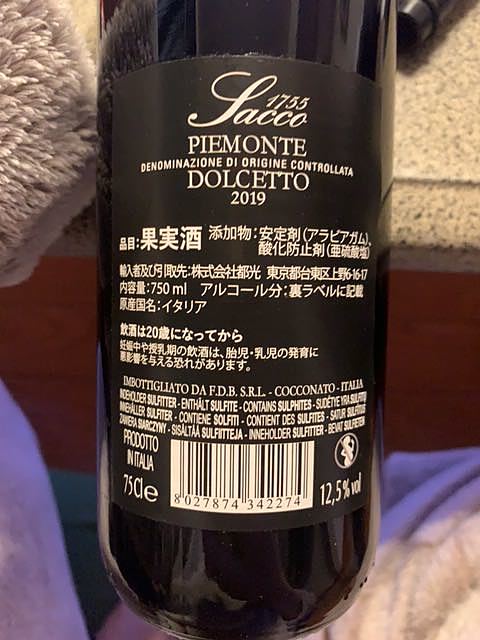 1755
Sacco
PIEMONTE
DENOMINAZIONE DI ORIGINE CONTROLLATA
DOLCETTO
2019
品目:果実酒 添加物:安定剤(アラビアガム)、
酸化防止剤(亜硫酸塩)
輸入者及び引取先:株式会社都光 東京都台東区上野6-16-17
内容量:750 ml アルコール分:裏ラベルに記載
原産国名:イタリア
飲酒は20歳になってから
妊娠中や授乳期の飲酒は、胎児・乳児の発育に
悪影響を与える恐れがあります。
IMBOTTIGLIATO DA F.D.B. S.R.L. - COCCONATO - ITALIA
INDEHOLDER SULFITTER - ENTHÄLT SULFITE - CONTAINS SULPHITES - SUDĖTYE YRA SULFITŲ
INNEHÅLLER SULFITER - CONTIENE SOLFITI - CONTIENT DES SULFITES - SATUR SULFITUS
ZAWIERA SIARCZYNY - SISÄLTÄÄ SULFIITTEJA - INNEHOLDER SULFITTER - BEVAT SULFIETEN
PRODOTTO
IN ITALIA
75Cl e
8 027874 342274
12,5% vol